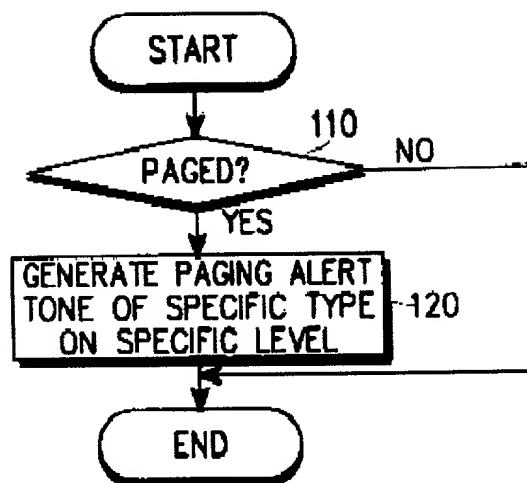 START
110
PAGED?
NO
YES
GENERATE PAGING ALERT
TONE OF SPECIFIC TYPE
ON SPECIFIC LEVEL
120
END